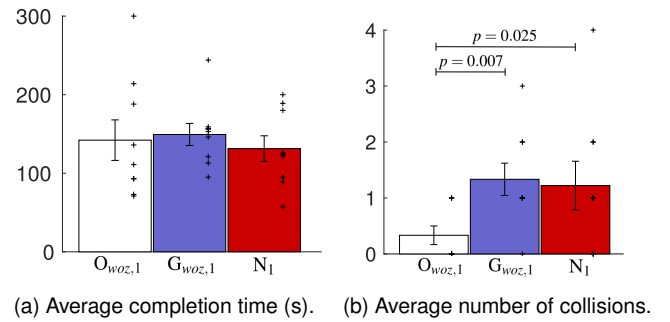 300
200
100
0
O_woz,1 G_woz,1 N_1
(a) Average completion time (s).
4
3
2
1
0
p = 0.025
p = 0.007
O_woz,1 G_woz,1 N_1
(b) Average number of collisions.